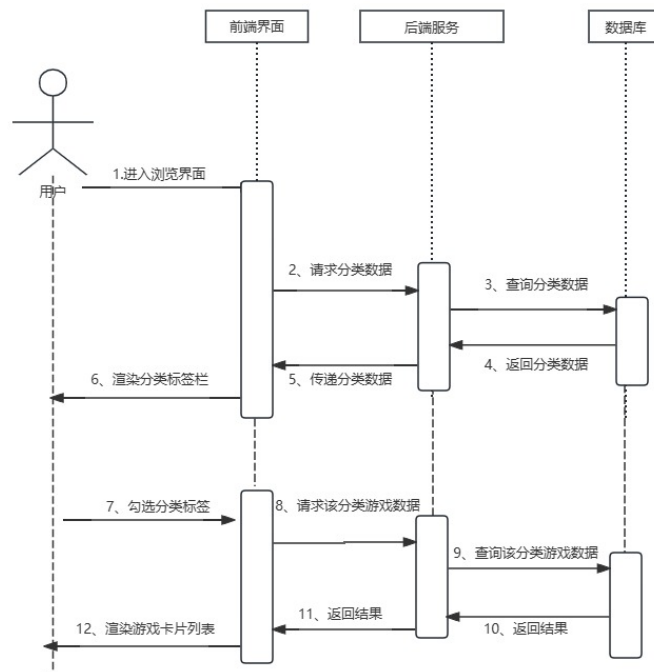 前端界面
后端服务
数据库
用户
1.进入浏览界面
2、请求分类数据
3、查询分类数据
4、返回分类数据
5、传递分类数据
6、渲染分类标签栏
7、勾选分类标签
8、请求该分类游戏数据
9、查询该分类游戏数据
10、返回结果
11、返回结果
12、渲染游戏卡片列表